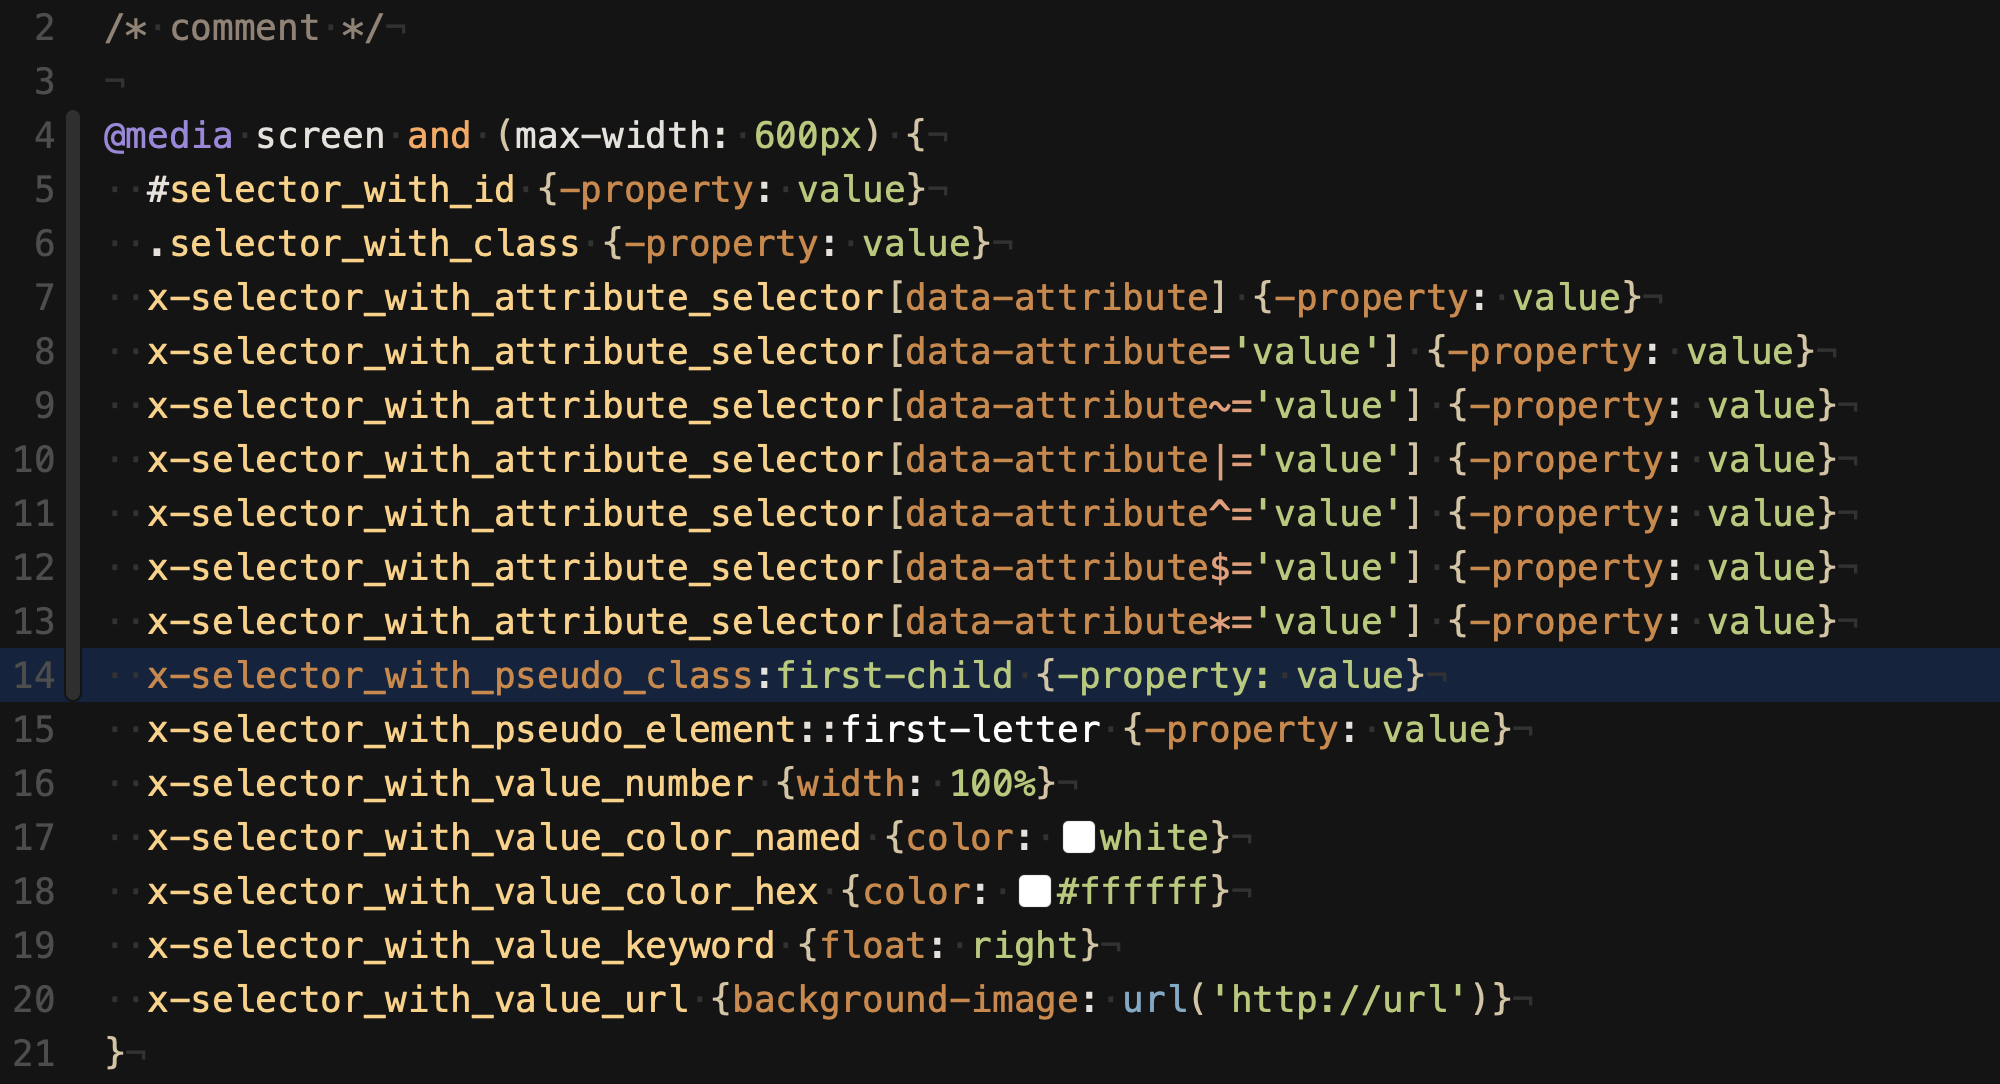 2 /* comment */¬
3 ¬
4 @media screen and (max-width: 600px) {¬
5 ··#selector_with_id {-property: value}¬
6 ··.selector_with_class {-property: value}¬
7 ··x-selector_with_attribute_selector[data-attribute] {-property: value}¬
8 ··x-selector_with_attribute_selector[data-attribute='value'] {-property: value}¬
9 ··x-selector_with_attribute_selector[data-attribute~='value'] {-property: value}¬
10 ··x-selector_with_attribute_selector[data-attribute|='value'] {-property: value}¬
11 ··x-selector_with_attribute_selector[data-attribute^='value'] {-property: value}¬
12 ··x-selector_with_attribute_selector[data-attribute$='value'] {-property: value}¬
13 ··x-selector_with_attribute_selector[data-attribute*='value'] {-property: value}¬
14 ··x-selector_with_pseudo_class:first-child {-property: value}¬
15 ··x-selector_with_pseudo_element::first-letter {-property: value}¬
16 ··x-selector_with_value_number {width: 100%}¬
17 ··x-selector_with_value_color_named {color: white}¬
18 ··x-selector_with_value_color_hex {color: #ffffff}¬
19 ··x-selector_with_value_keyword {float: right}¬
20 ··x-selector_with_value_url {background-image: url('http://url')}¬
21 }¬